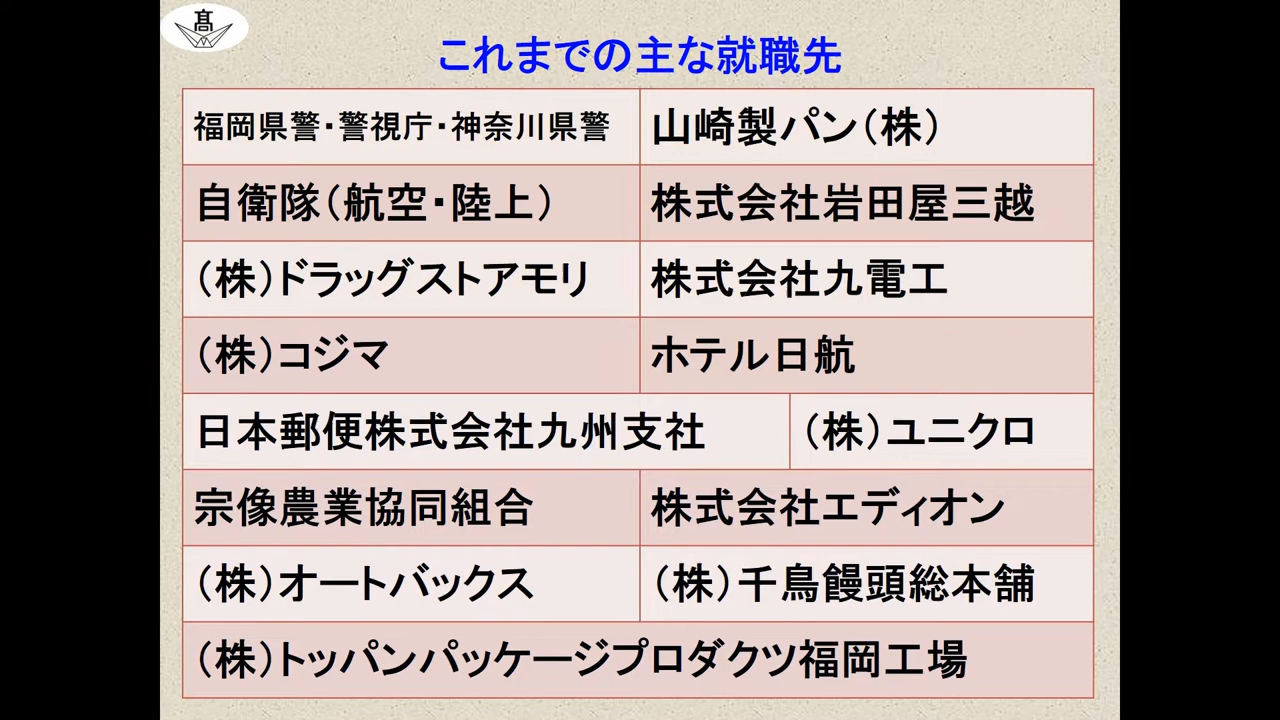 髙
これまでの主な就職先
福岡県警・警視庁・神奈川県警 山崎製パン（株）
自衛隊（航空・陸上） 株式会社岩田屋三越
（株）ドラッグストアモリ 株式会社九電工
（株）コジマ ホテル日航
日本郵便株式会社九州支社 （株）ユニクロ
宗像農業協同組合 株式会社エディオン
（株）オートバックス （株）千鳥饅頭総本舗
（株）トッパンパッケージプロダクツ福岡工場